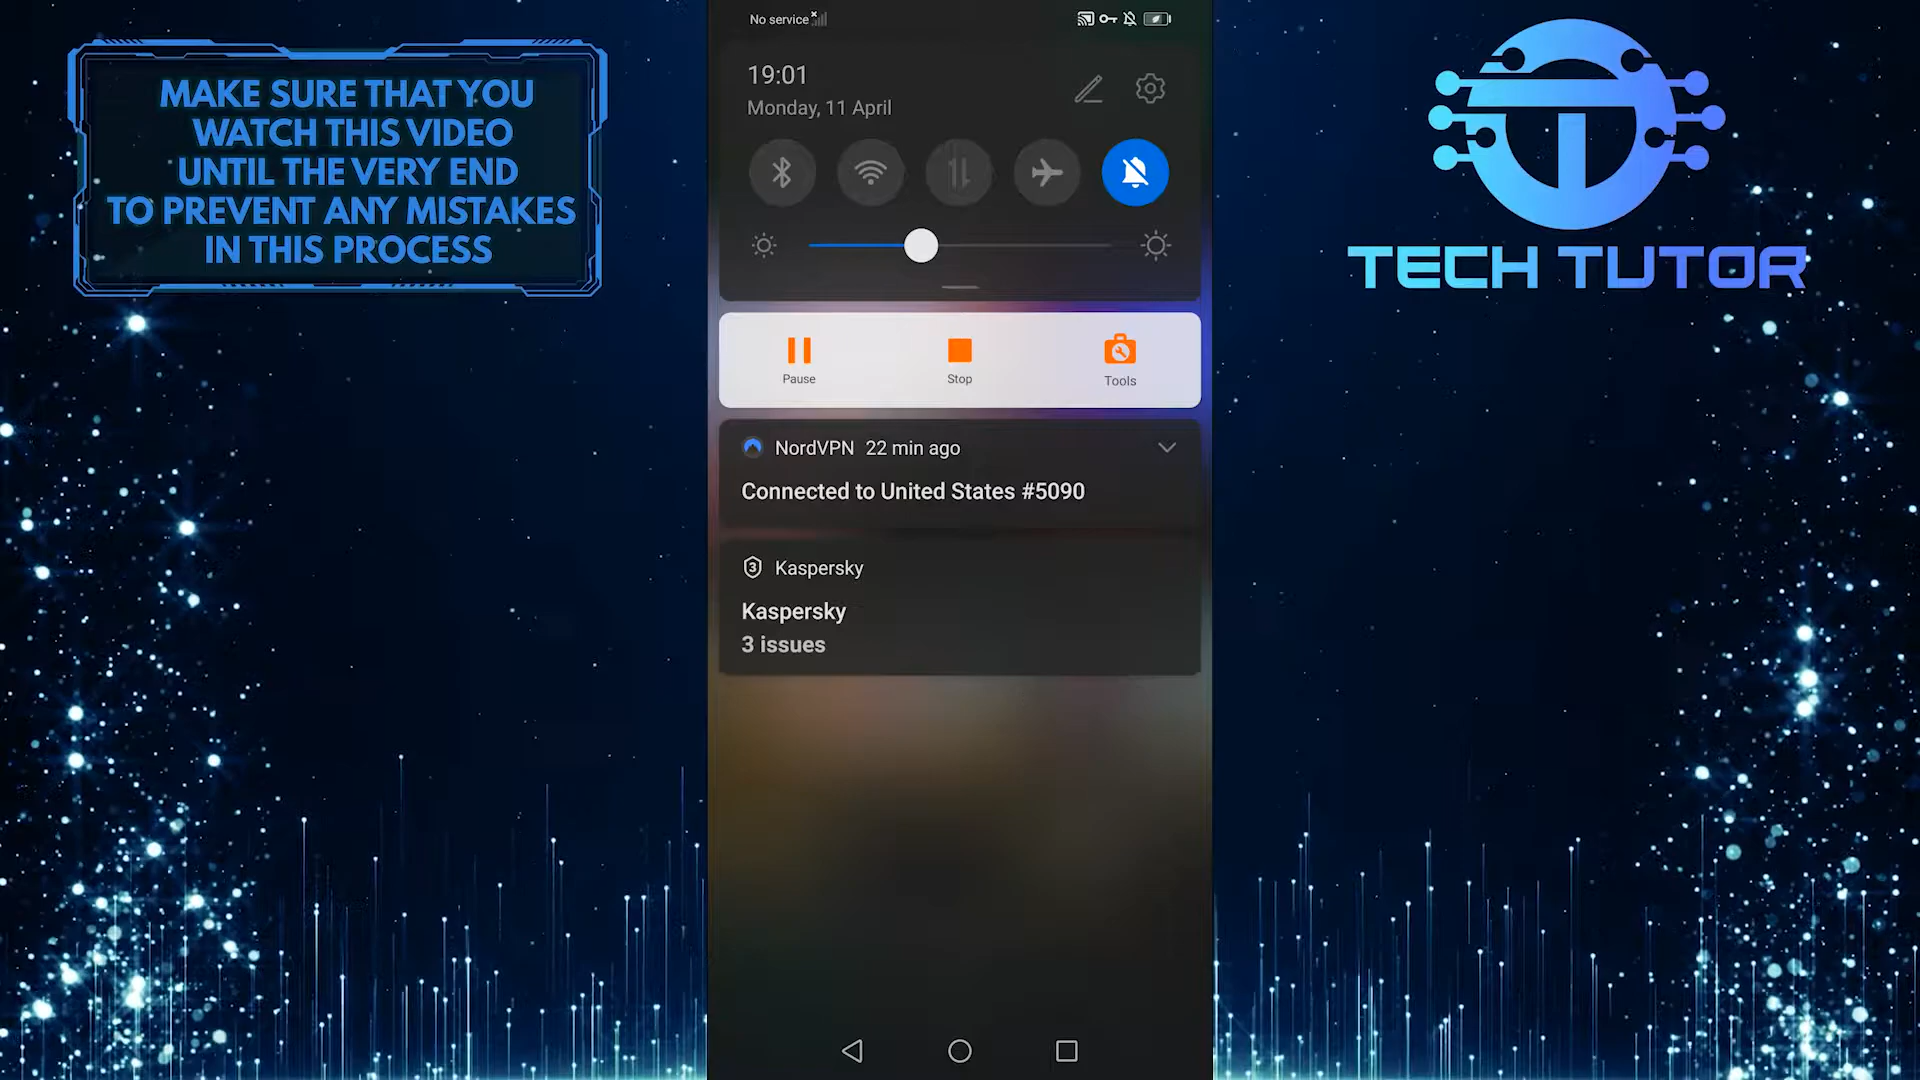 MAKE SURE THAT YOU
WATCH THIS VIDEO
UNTIL THE VERY END
TO PREVENT ANY MISTAKES
IN THIS PROCESS
No service
19:01
Monday, 11 April
Pause
Stop
Tools
NordVPN 22 min ago
Connected to United States #5090
3 Kaspersky
Kaspersky
3 issues
TECH TUTOR